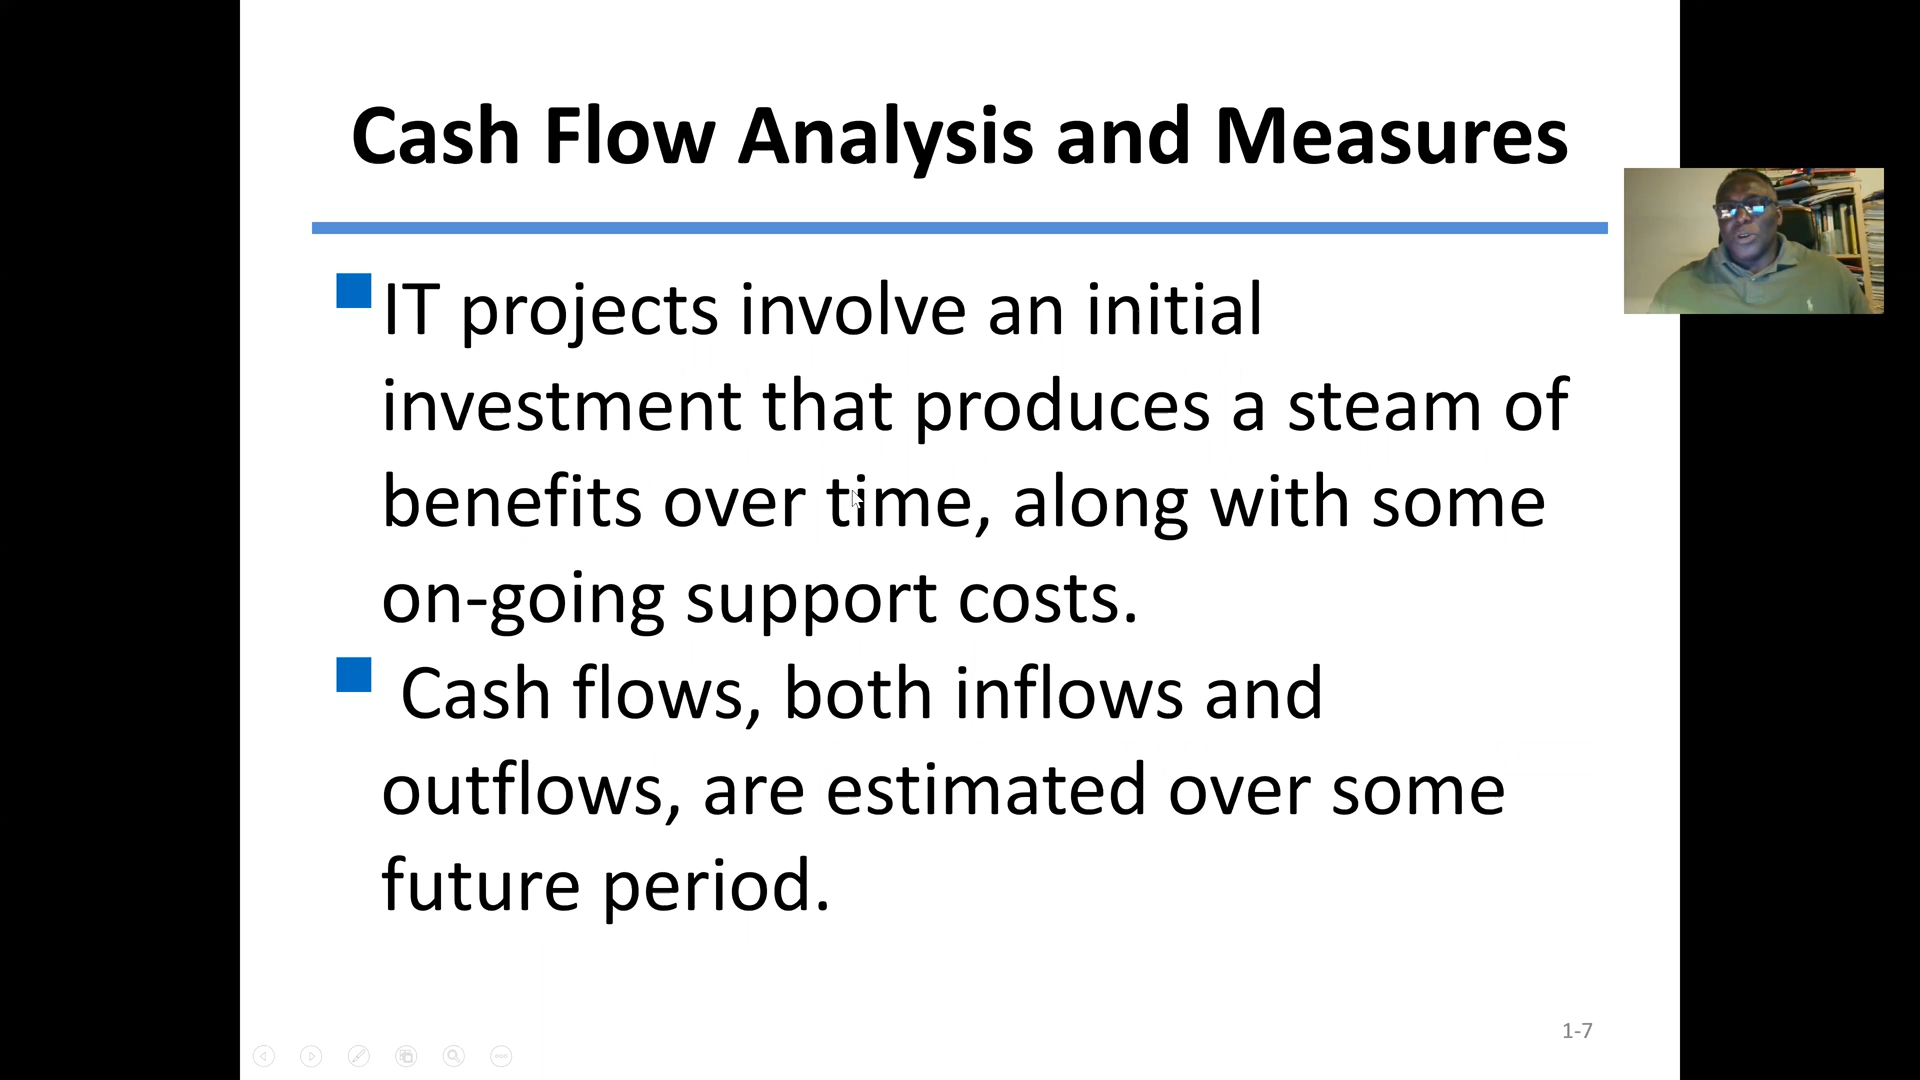 Cash Flow Analysis and Measures
IT projects involve an initial
investment that produces a steam of
benefits over time, along with some
on-going support costs.
Cash flows, both inflows and
outflows, are estimated over some
future period.
1-7